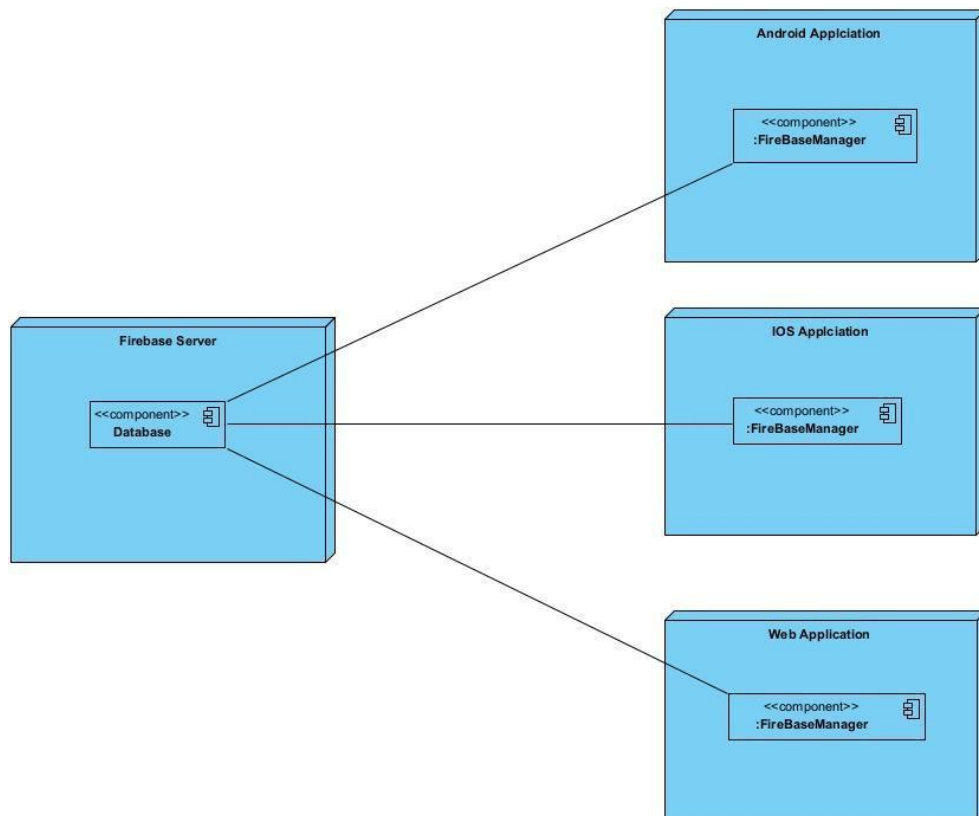 Android Applciation
<<component>>
:FireBaseManager
Firebase Server
<<component>>
Database
IOS Applciation
<<component>>
:FireBaseManager
Web Application
<<component>>
:FireBaseManager